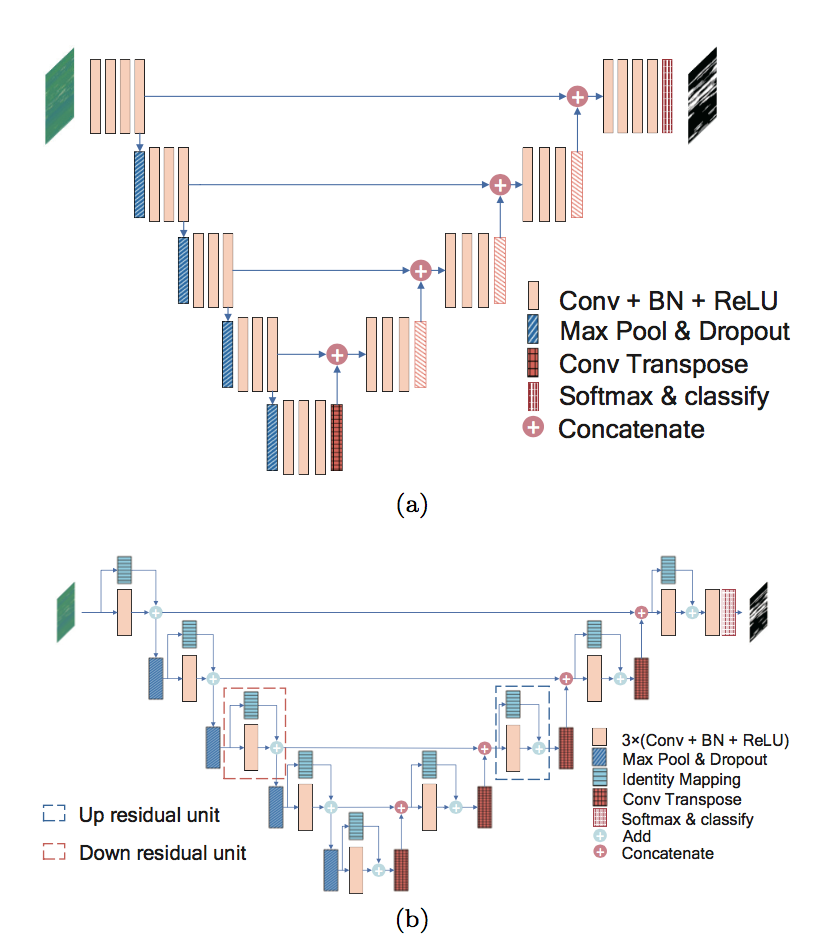 Conv + BN + ReLU
Max Pool & Dropout
Conv Transpose
Softmax & classify
Concatenate
(a)
3×(Conv + BN + ReLU)
Max Pool & Dropout
Identity Mapping
Conv Transpose
Softmax & classify
Add
Concatenate
Up residual unit
Down residual unit
(b)